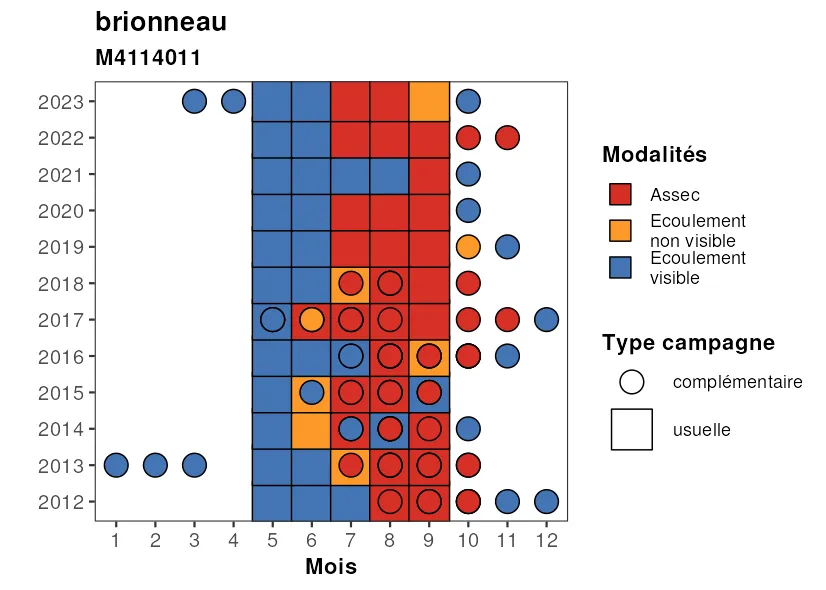 brionneau
M4114011
2023
2022
2021
2020
2019
2018
2017
2016
2015
2014
2013
2012
1 2 3 4 5 6 7 8 9 10 11 12
Mois
Modalités
Assec
Ecoulement
non visible
Ecoulement
visible
Type campagne
complémentaire
usuelle